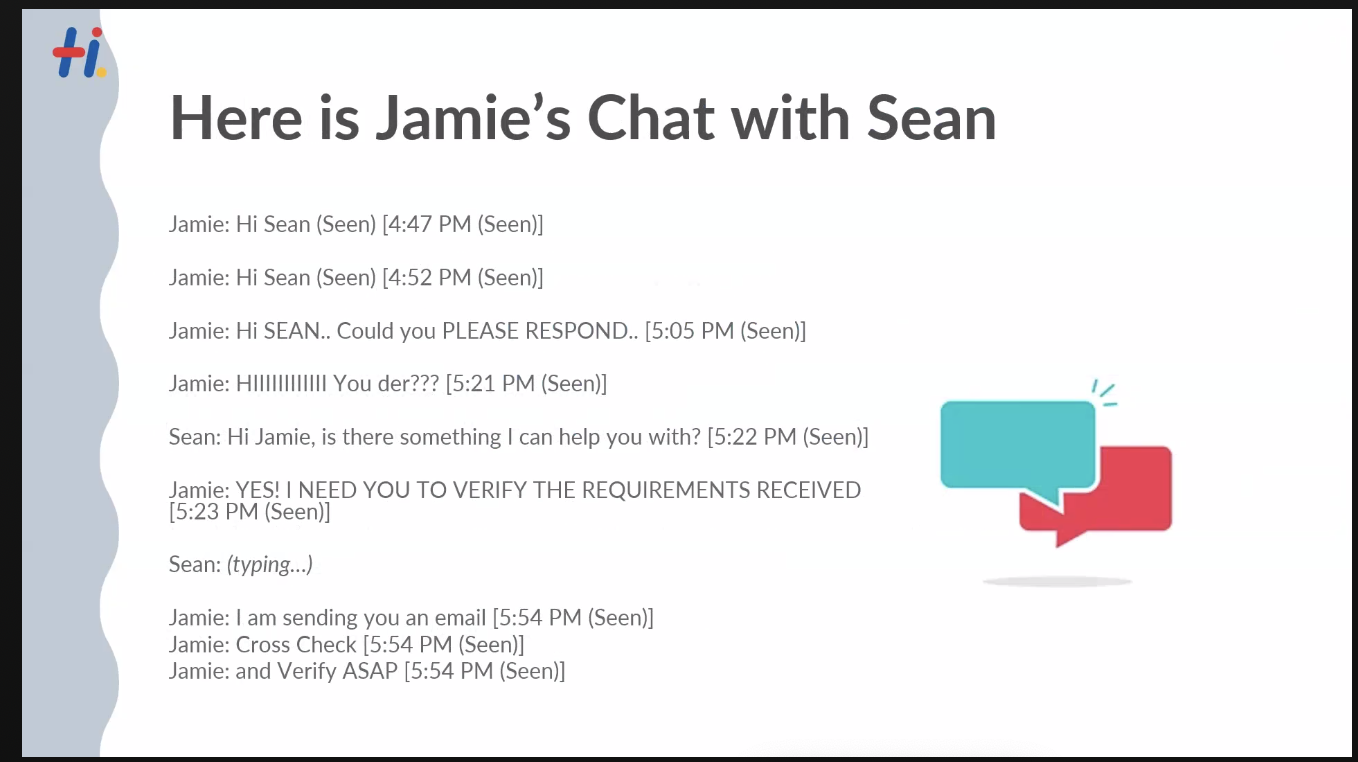 Hi.
Here is Jamie’s Chat with Sean
Jamie: Hi Sean (Seen) [4:47 PM (Seen)]
Jamie: Hi Sean (Seen) [4:52 PM (Seen)]
Jamie: Hi SEAN.. Could you PLEASE RESPOND.. [5:05 PM (Seen)]
Jamie: HIIIIIIIIIIIII You der??? [5:21 PM (Seen)]
Sean: Hi Jamie, is there something I can help you with? [5:22 PM (Seen)]
Jamie: YES! I NEED YOU TO VERIFY THE REQUIREMENTS RECEIVED
[5:23 PM (Seen)]
Sean: (typing...)
Jamie: I am sending you an email [5:54 PM (Seen)]
Jamie: Cross Check [5:54 PM (Seen)]
Jamie: and Verify ASAP [5:54 PM (Seen)]